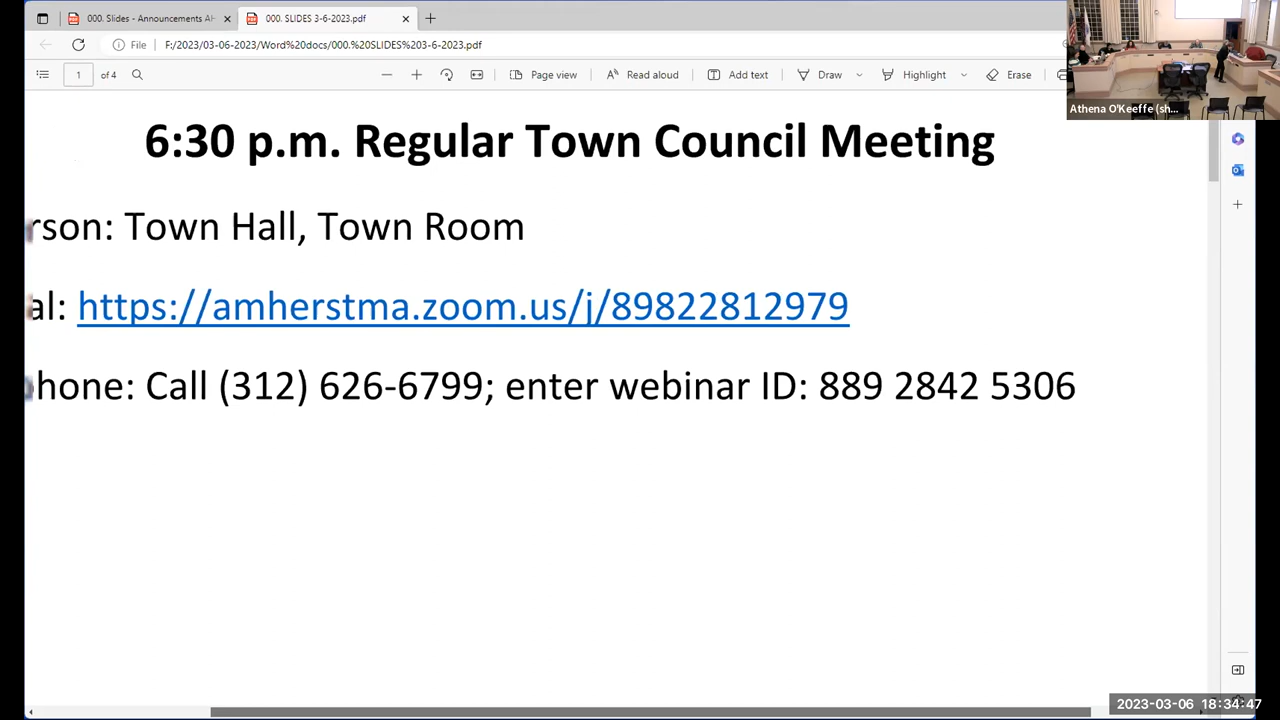 000. Slides - Announcements Al
000. SLIDES 3-6-2023.pdf
File
F:/2023/03-06-2023/Word%20docs/000.%20SLIDES%203-6-2023.pdf
1 of 4
Page view
Read aloud
Add text
Draw
Highlight
Erase
Athena O'Keeffe (sh...
6:30 p.m. Regular Town Council Meeting
rson: Town Hall, Town Room
al: https://amherstma.zoom.us/j/89822812979
hone: Call (312) 626-6799; enter webinar ID: 889 2842 5306
2023-03-06 18:34:47